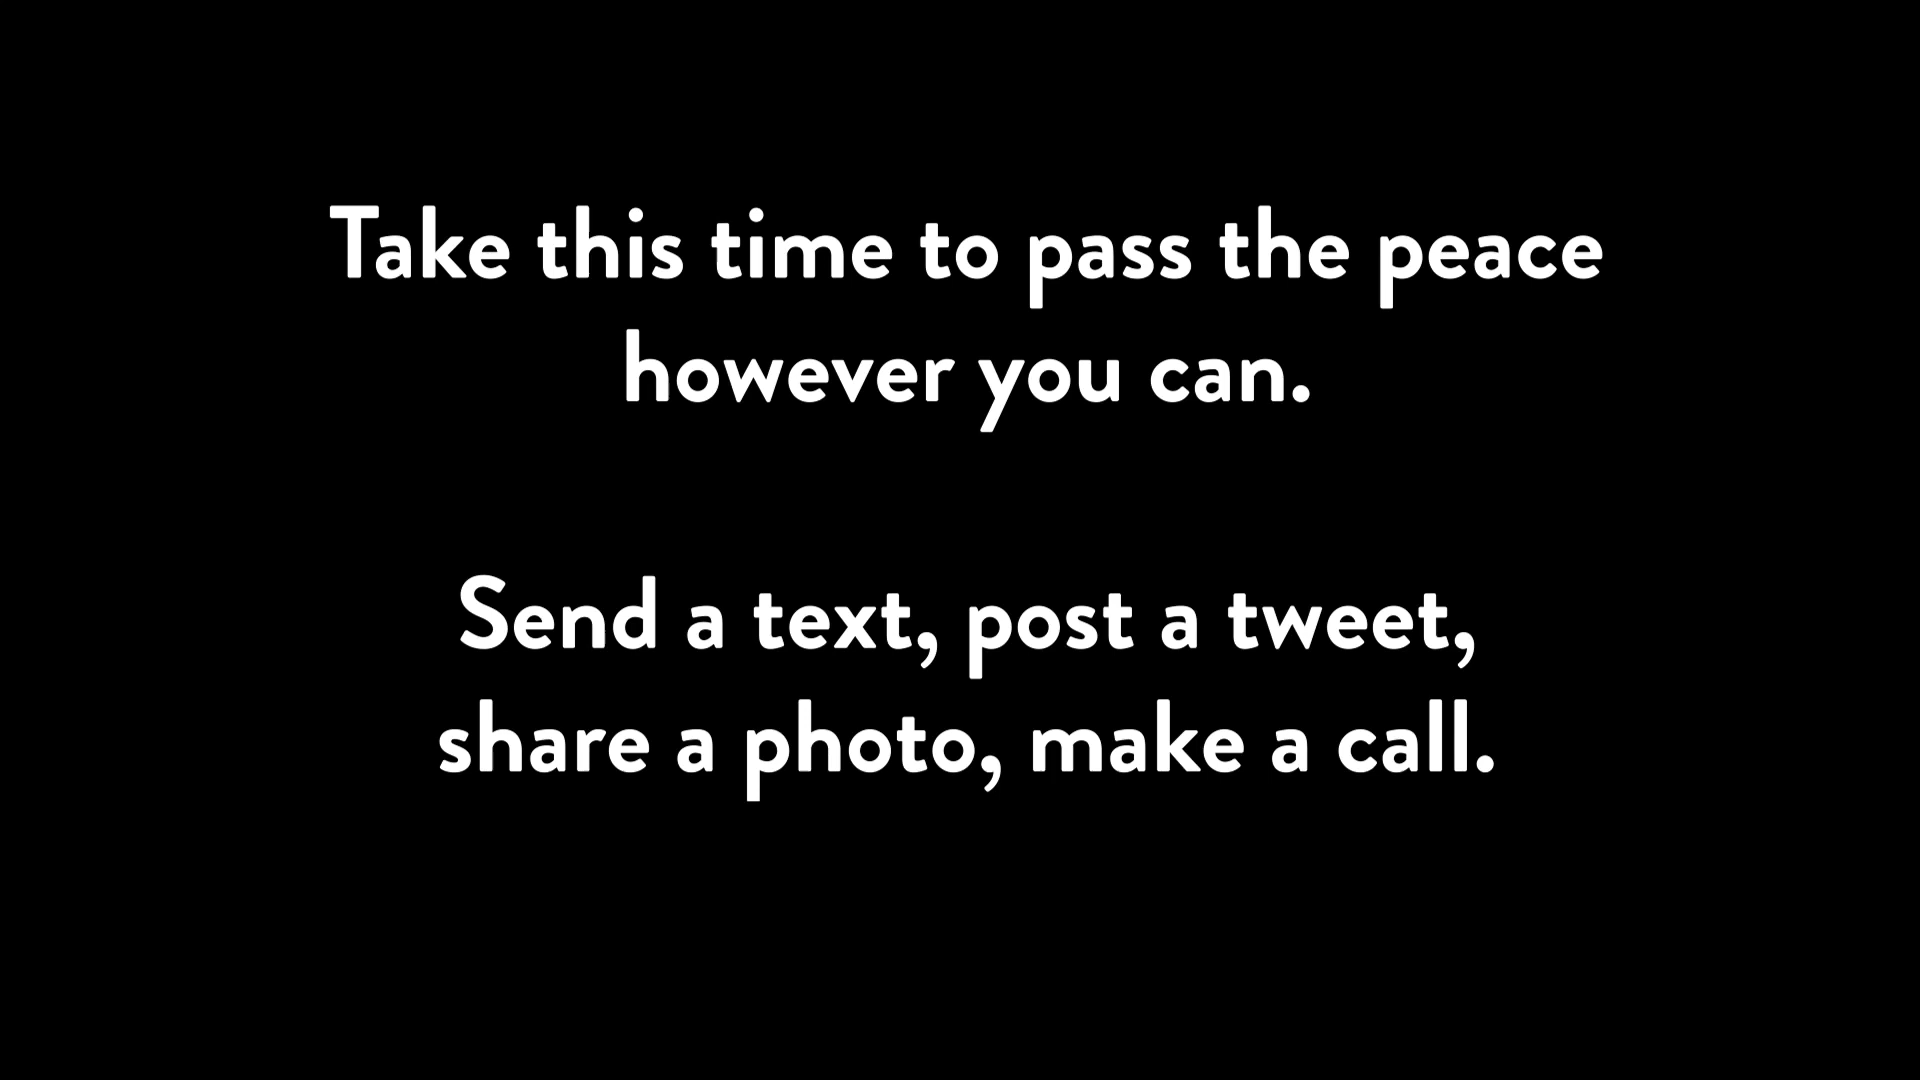 Take this time to pass the peace
however you can.
Send a text, post a tweet,
share a photo, make a call.